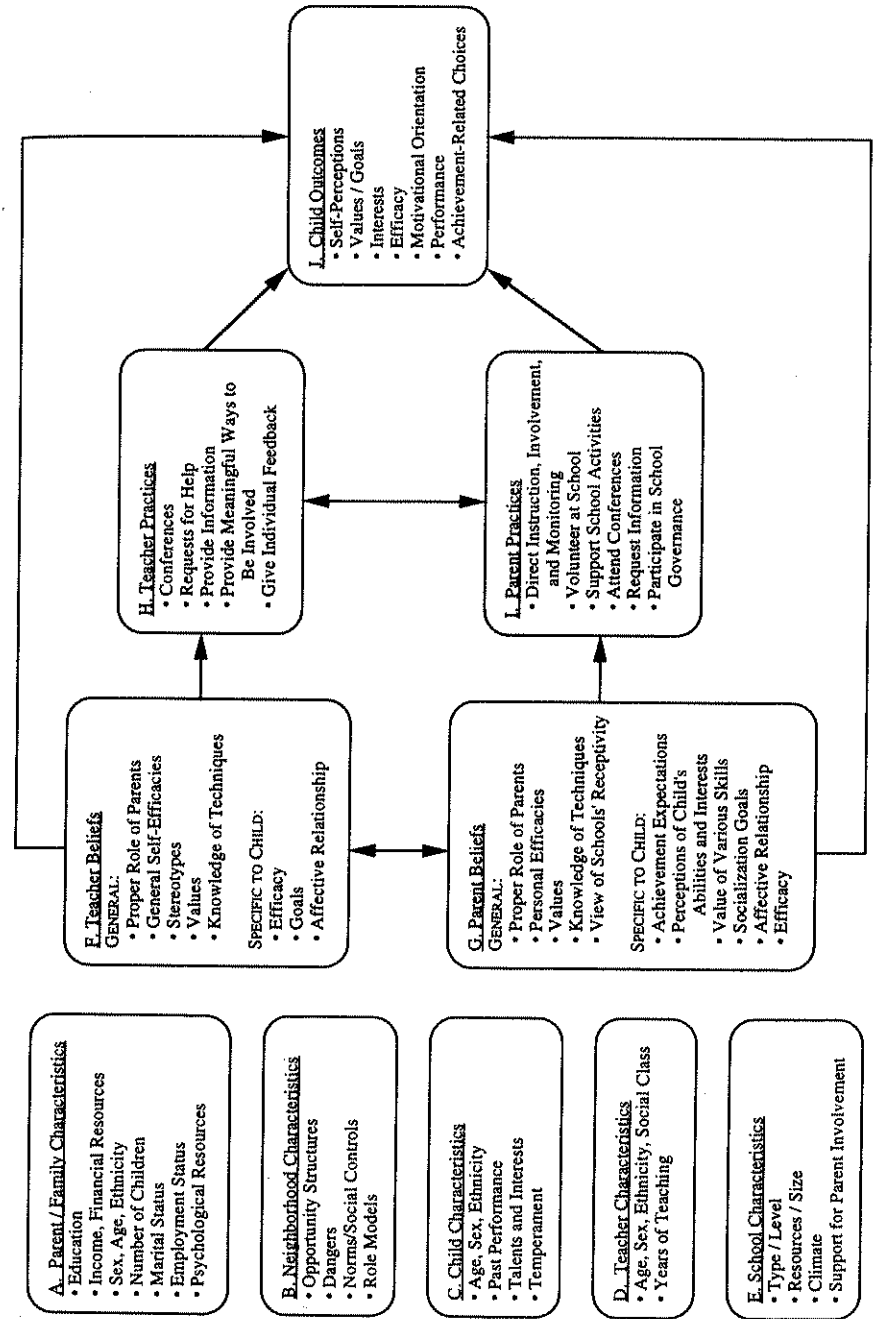 A. Parent / Family Characteristics
• Education
• Income, Financial Resources
• Sex, Age, Ethnicity
• Number of Children
• Marital Status
• Employment Status
• Psychological Resources
B. Neighborhood Characteristics
• Opportunity Structures
• Dangers
• Norms/Social Controls
• Role Models
C. Child Characteristics
• Age, Sex, Ethnicity
• Past Performance
• Talents and Interests
• Temperament
D. Teacher Characteristics
• Age, Sex, Ethnicity, Social Class
• Years of Teaching
E. School Characteristics
• Type / Level
• Resources / Size
• Climate
• Support for Parent Involvement
F. Teacher Beliefs
GENERAL:
• Proper Role of Parents
• General Self-Efficacies
• Stereotypes
• Values
• Knowledge of Techniques
SPECIFIC TO CHILD:
• Efficacy
• Goals
• Affective Relationship
G. Parent Beliefs
GENERAL:
• Proper Role of Parents
• Personal Efficacies
• Values
• Knowledge of Techniques
• View of Schools' Receptivity
SPECIFIC TO CHILD:
• Achievement Expectations
• Perceptions of Child's
Abilities and Interests
• Value of Various Skills
• Socialization Goals
• Affective Relationship
• Efficacy
H. Teacher Practices
• Conferences
• Requests for Help
• Provide Information
• Provide Meaningful Ways to
Be Involved
• Give Individual Feedback
I. Parent Practices
• Direct Instruction, Involvement,
and Monitoring
• Volunteer at School
• Support School Activities
• Attend Conferences
• Request Information
• Participate in School
Governance
J. Child Outcomes
• Self-Perceptions
• Values / Goals
• Interests
• Efficacy
• Motivational Orientation
• Performance
• Achievement-Related Choices